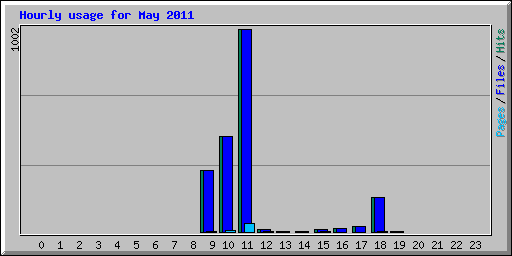 Hourly usage for May 2011
1002
Pages/Files/Hits
0 1 2 3 4 5 6 7 8 9 10 11 12 13 14 15 16 17 18 19 20 21 22 23